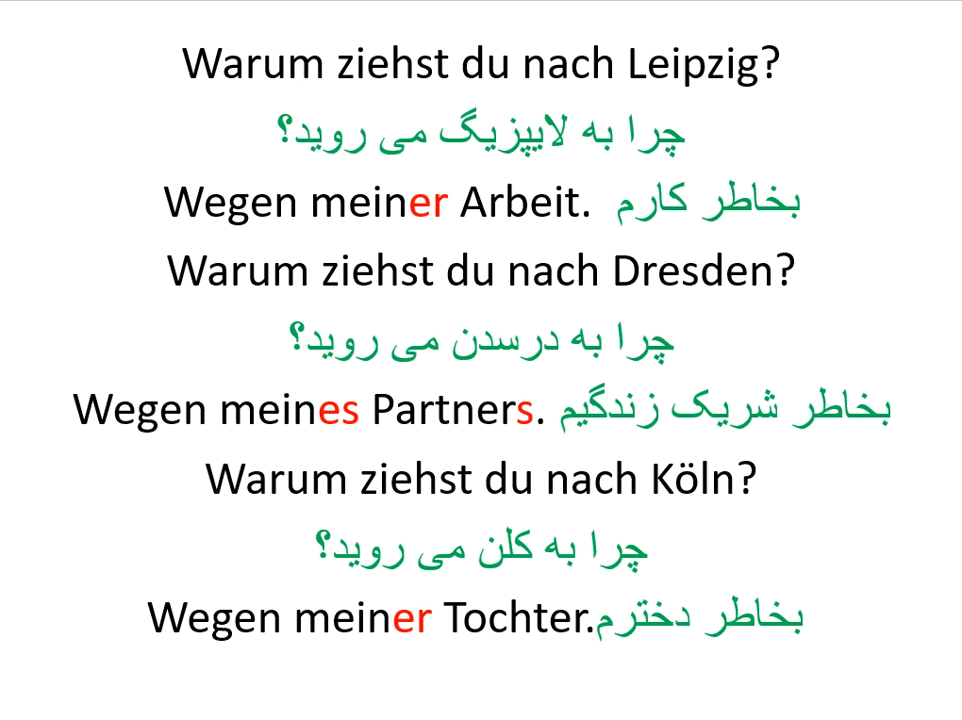 Warum ziehst du nach Leipzig?
چرا به لایپزیگ می روید؟
Wegen meiner Arbeit. بخاطر کارم
Warum ziehst du nach Dresden?
چرا به درسدن می روید؟
Wegen meines Partners. بخاطر شریک زندگیم
Warum ziehst du nach Köln?
چرا به کلن می روید؟
Wegen meiner Tochter.بخاطر دخترم